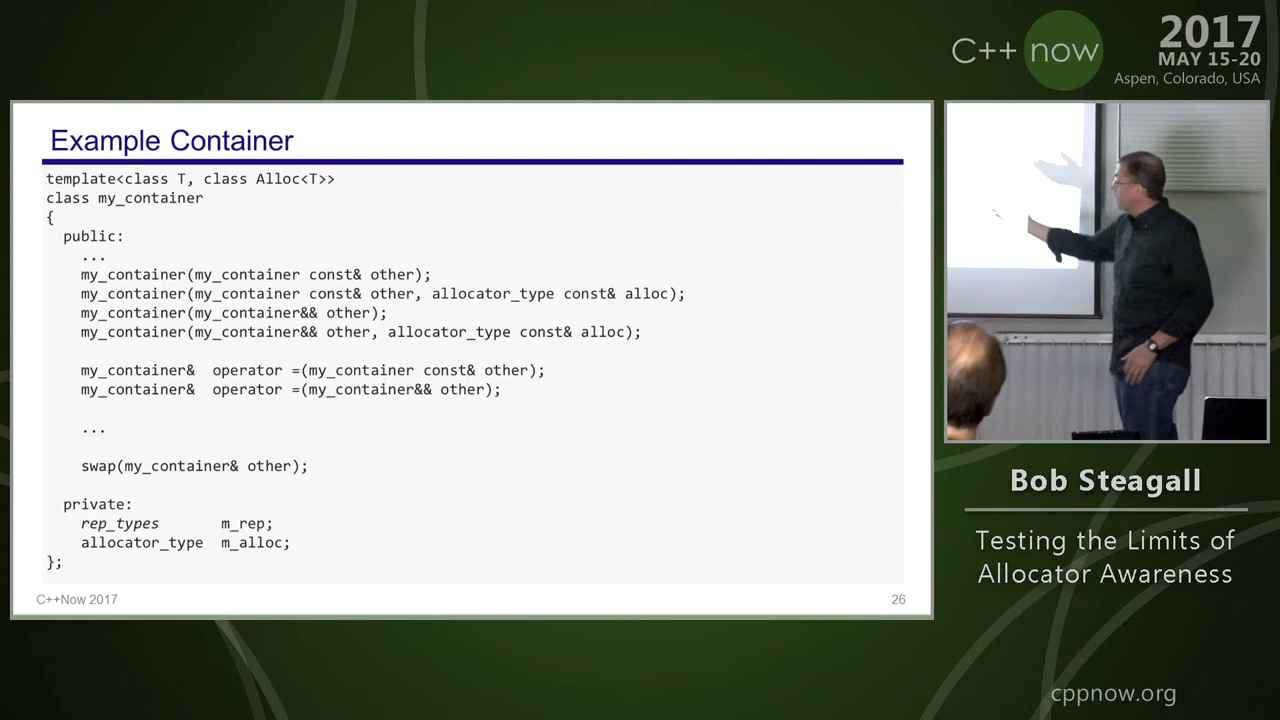 C++ now
2017
MAY 15-20
Aspen, Colorado, USA
Example Container
template<class T, class Alloc<T>>
class my_container
{
public:
...
my_container(my_container const& other);
my_container(my_container const& other, allocator_type const& alloc);
my_container(my_container&& other);
my_container(my_container&& other, allocator_type const& alloc);
my_container& operator =(my_container const& other);
my_container& operator =(my_container&& other);
...
swap(my_container& other);
private:
rep_types m_rep;
allocator_type m_alloc;
};
C++Now 2017
26
Bob Steagall
Testing the Limits of
Allocator Awareness
cppnow.org